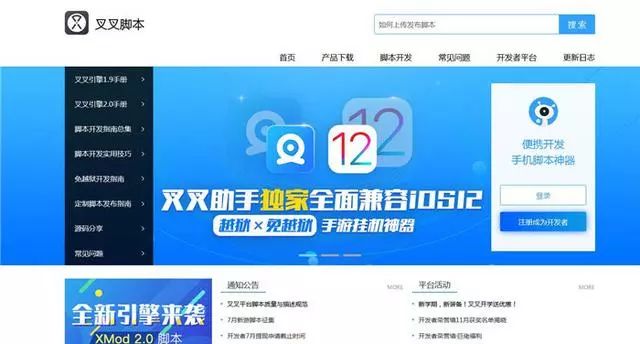 叉叉脚本
如何上传发布脚本
搜 索
首页 产品下载 脚本开发 常见问题 开发者平台 更新日志
叉叉引擎1.9手册
叉叉引擎2.0手册
脚本开发指南总集
脚本开发实用技巧
免越狱开发指南
定制脚本发布指南
源码分享
常见问题
12
12
叉叉助手独家全面兼容iOS12
越狱×免越狱 手游挂机神器
便携开发
手机脚本神器
登录
注册成为开发者
全新引擎来袭
XMod 2.0 脚本
通知公告 MORE
叉叉平台脚本质量与描述规范
7月新游脚本征集
开发者7月提现申请截止时间
平台活动 MORE
新学期，新装备！叉叉开学送优惠！
开发者荣誉锦11月获奖名单揭晓